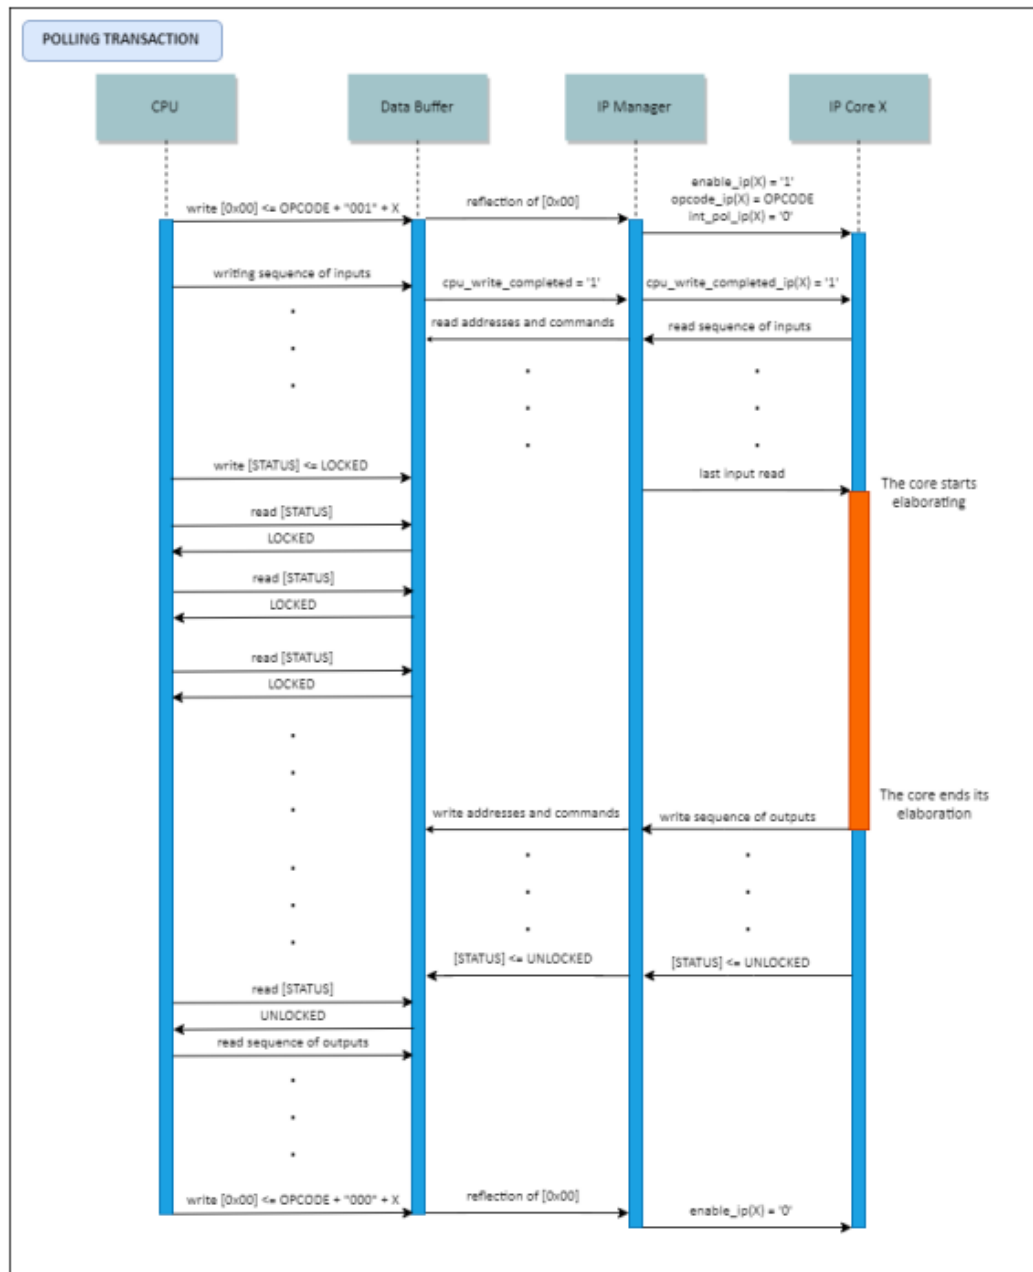 POLLING TRANSACTION
CPU
Data Buffer
IP Manager
IP Core X
enable_ip(X) = '1'
opcode_ip(X) = OPCODE
int_pol_ip(X) = '0'
write [0x00] <= OPCODE + "001" + X
reflection of [0x00]
writing sequence of inputs
cpu_write_completed = '1'
cpu_write_completed_ip(X) = '1'
read addresses and commands
read sequence of inputs
write [STATUS] <= LOCKED
last input read
The core starts
elaborating
read [STATUS]
LOCKED
read [STATUS]
LOCKED
read [STATUS]
LOCKED
The core ends its
elaboration
write addresses and commands
write sequence of outputs
[STATUS] <= UNLOCKED
[STATUS] <= UNLOCKED
read [STATUS]
UNLOCKED
read sequence of outputs
write [0x00] <= OPCODE + "000" + X
reflection of [0x00]
enable_ip(X) = '0'